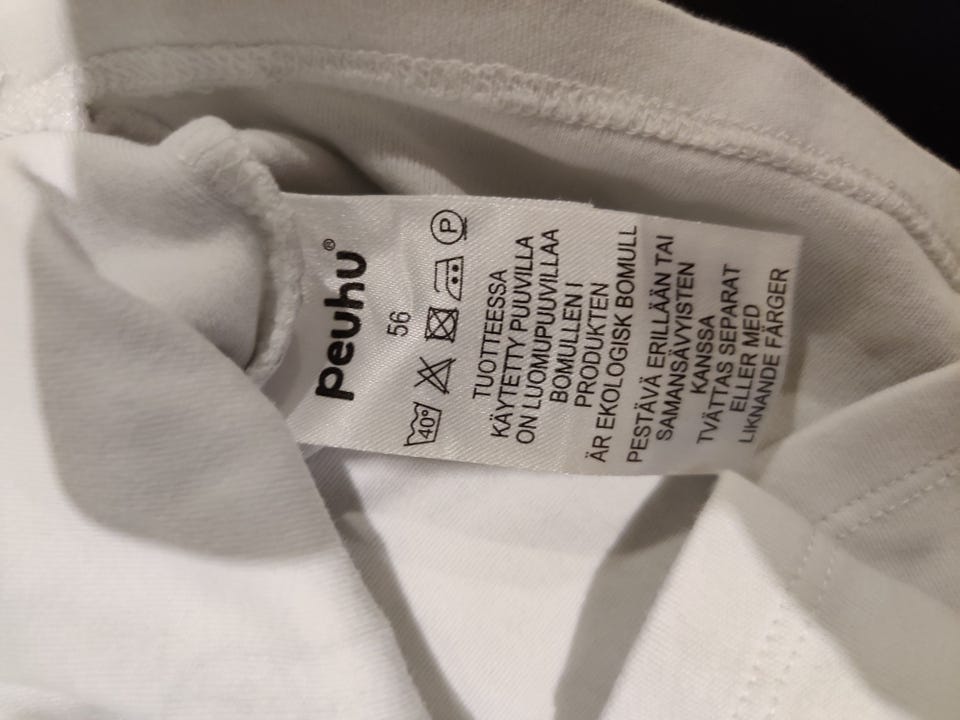 peuhu®
56
40°
P
TUOTTEESSA
KÄYTETTY PUUVILLA
ON LUOMUPUUVILLAA
BOMULLEN I
PRODUKTEN
ÄR EKOLOGISK BOMULL
PESTÄVÄ ERILLÄÄN TAI
SAMANSÄVYISTEN
KANSSA
TVÄTTAS SEPARAT
ELLER MED
LIKNANDE FÄRGER